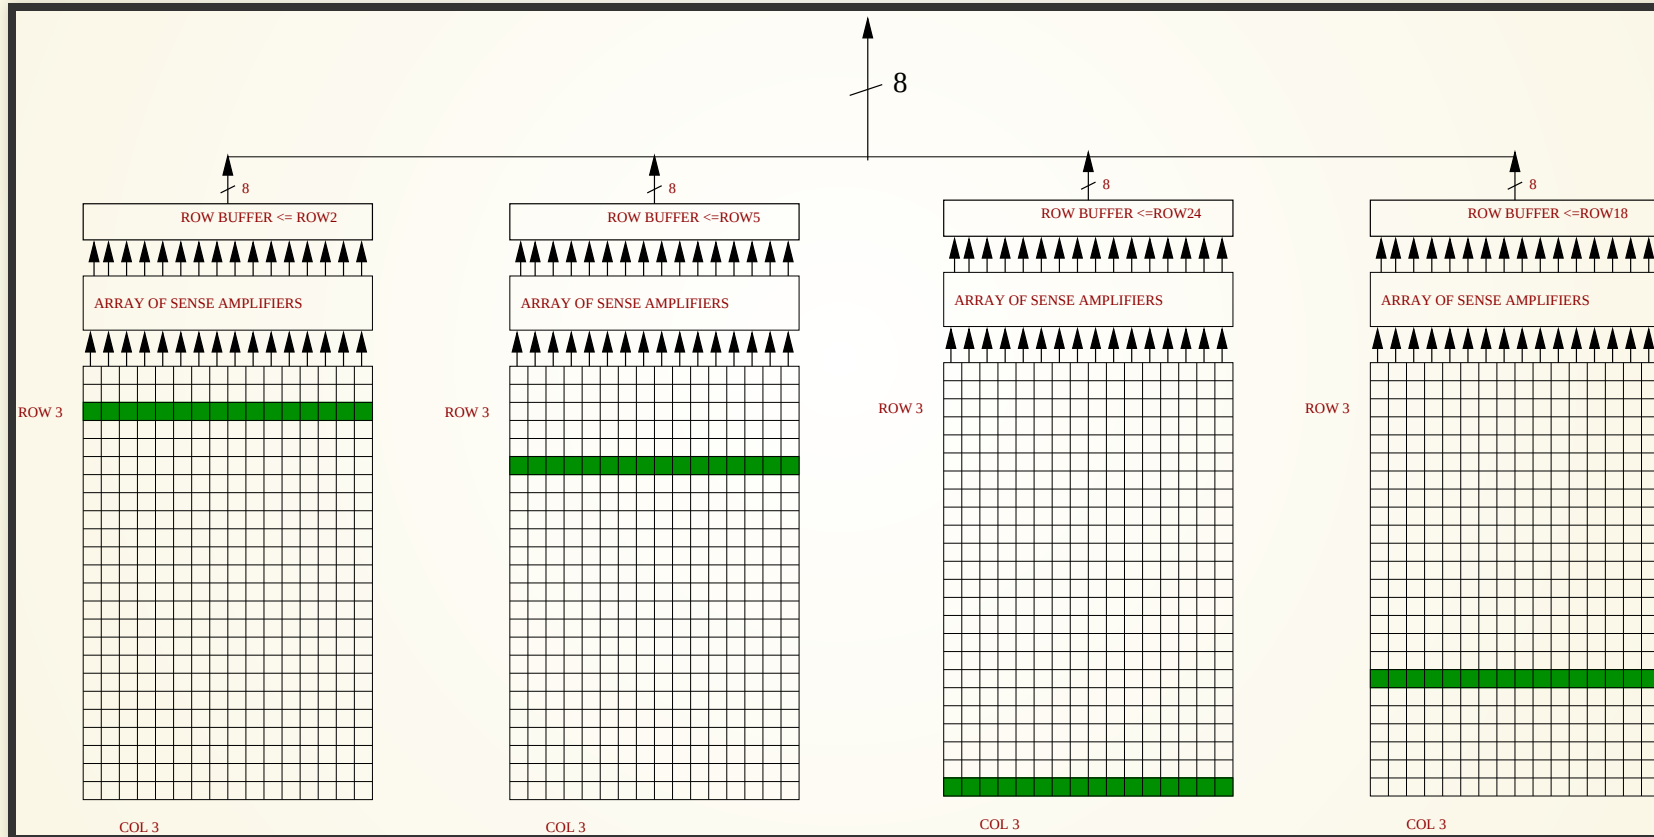 8
8
8
8
8
ROW BUFFER <= ROW2
ROW BUFFER <=ROW5
ROW BUFFER <=ROW24
ROW BUFFER <=ROW18
ARRAY OF SENSE AMPLIFIERS
ARRAY OF SENSE AMPLIFIERS
ARRAY OF SENSE AMPLIFIERS
ARRAY OF SENSE AMPLIFIERS
ROW 3
ROW 3
ROW 3
ROW 3
COL 3
COL 3
COL 3
COL 3